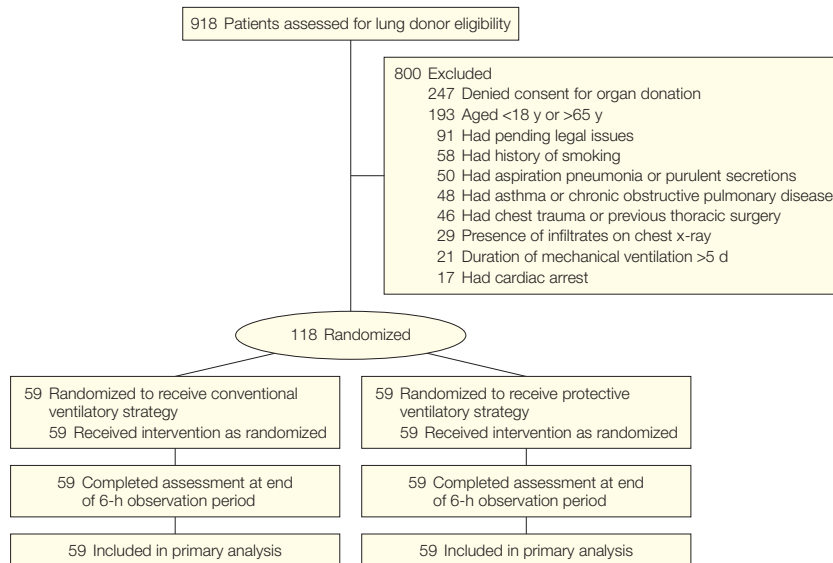 918 Patients assessed for lung donor eligibility
800 Excluded
247 Denied consent for organ donation
193 Aged <18 y or >65 y
91 Had pending legal issues
58 Had history of smoking
50 Had aspiration pneumonia or purulent secretions
48 Had asthma or chronic obstructive pulmonary disease
46 Had chest trauma or previous thoracic surgery
29 Presence of infiltrates on chest x-ray
21 Duration of mechanical ventilation >5 d
17 Had cardiac arrest
118 Randomized
59 Randomized to receive conventional
ventilatory strategy
59 Received intervention as randomized
59 Randomized to receive protective
ventilatory strategy
59 Received intervention as randomized
59 Completed assessment at end
of 6-h observation period
59 Completed assessment at end
of 6-h observation period
59 Included in primary analysis
59 Included in primary analysis